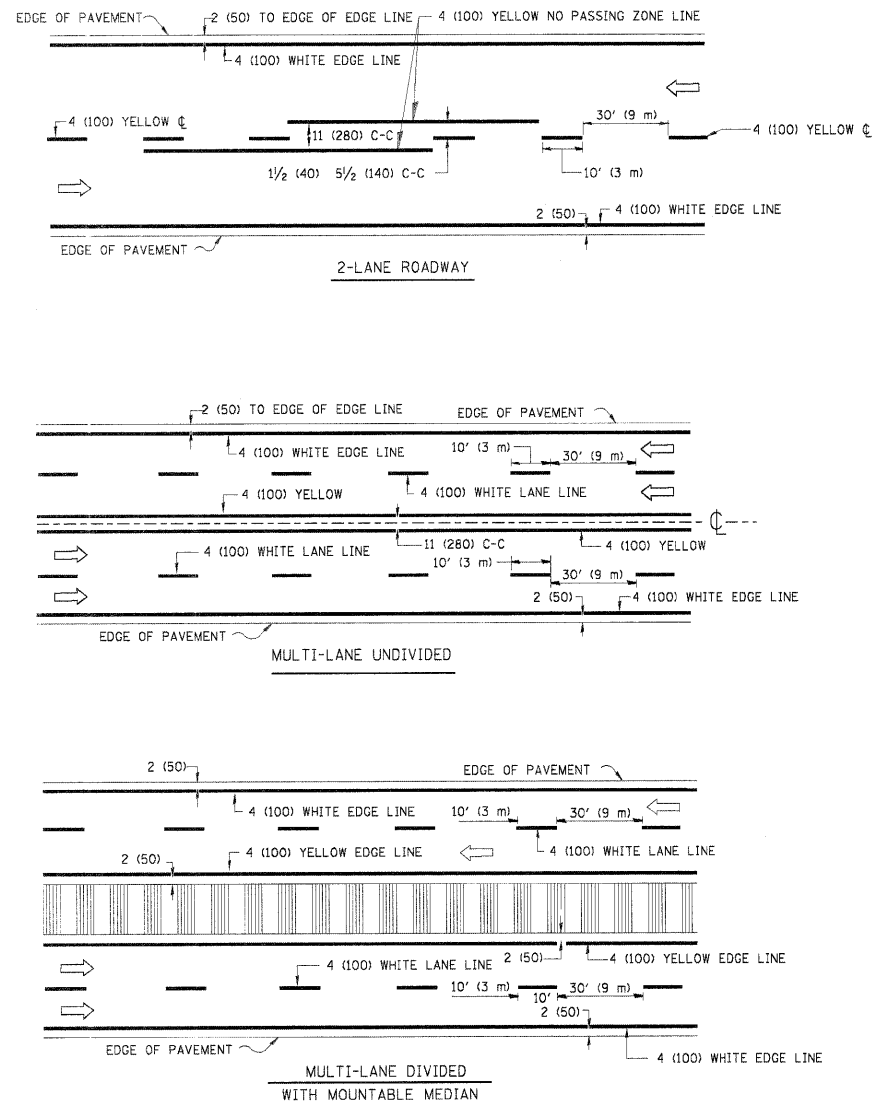 EDGE OF PAVEMENT
2 (50) TO EDGE OF EDGE LINE
4 (100) YELLOW NO PASSING ZONE LINE
4 (100) WHITE EDGE LINE
30' (9 m)
4 (100) YELLOW ℄
11 (280) C-C
4 (100) YELLOW ℄
1½ (40) 5½ (140) C-C
10' (3 m)
2 (50)
4 (100) WHITE EDGE LINE
EDGE OF PAVEMENT
2-LANE ROADWAY
2 (50) TO EDGE OF EDGE LINE
EDGE OF PAVEMENT
4 (100) WHITE EDGE LINE
10' (3 m)
30' (9 m)
4 (100) YELLOW
4 (100) WHITE LANE LINE
℄
4 (100) WHITE LANE LINE
11 (280) C-C
4 (100) YELLOW
10' (3 m)
30' (9 m)
2 (50)
4 (100) WHITE EDGE LINE
EDGE OF PAVEMENT
MULTI-LANE UNDIVIDED
2 (50)
EDGE OF PAVEMENT
4 (100) WHITE EDGE LINE
10' (3 m)
30' (9 m)
2 (50)
4 (100) YELLOW EDGE LINE
4 (100) WHITE LANE LINE
4 (100) WHITE LANE LINE
2 (50)
4 (100) YELLOW EDGE LINE
10' (3 m)
10'
30' (9 m)
2 (50)
EDGE OF PAVEMENT
4 (100) WHITE EDGE LINE
MULTI-LANE DIVIDED
WITH MOUNTABLE MEDIAN